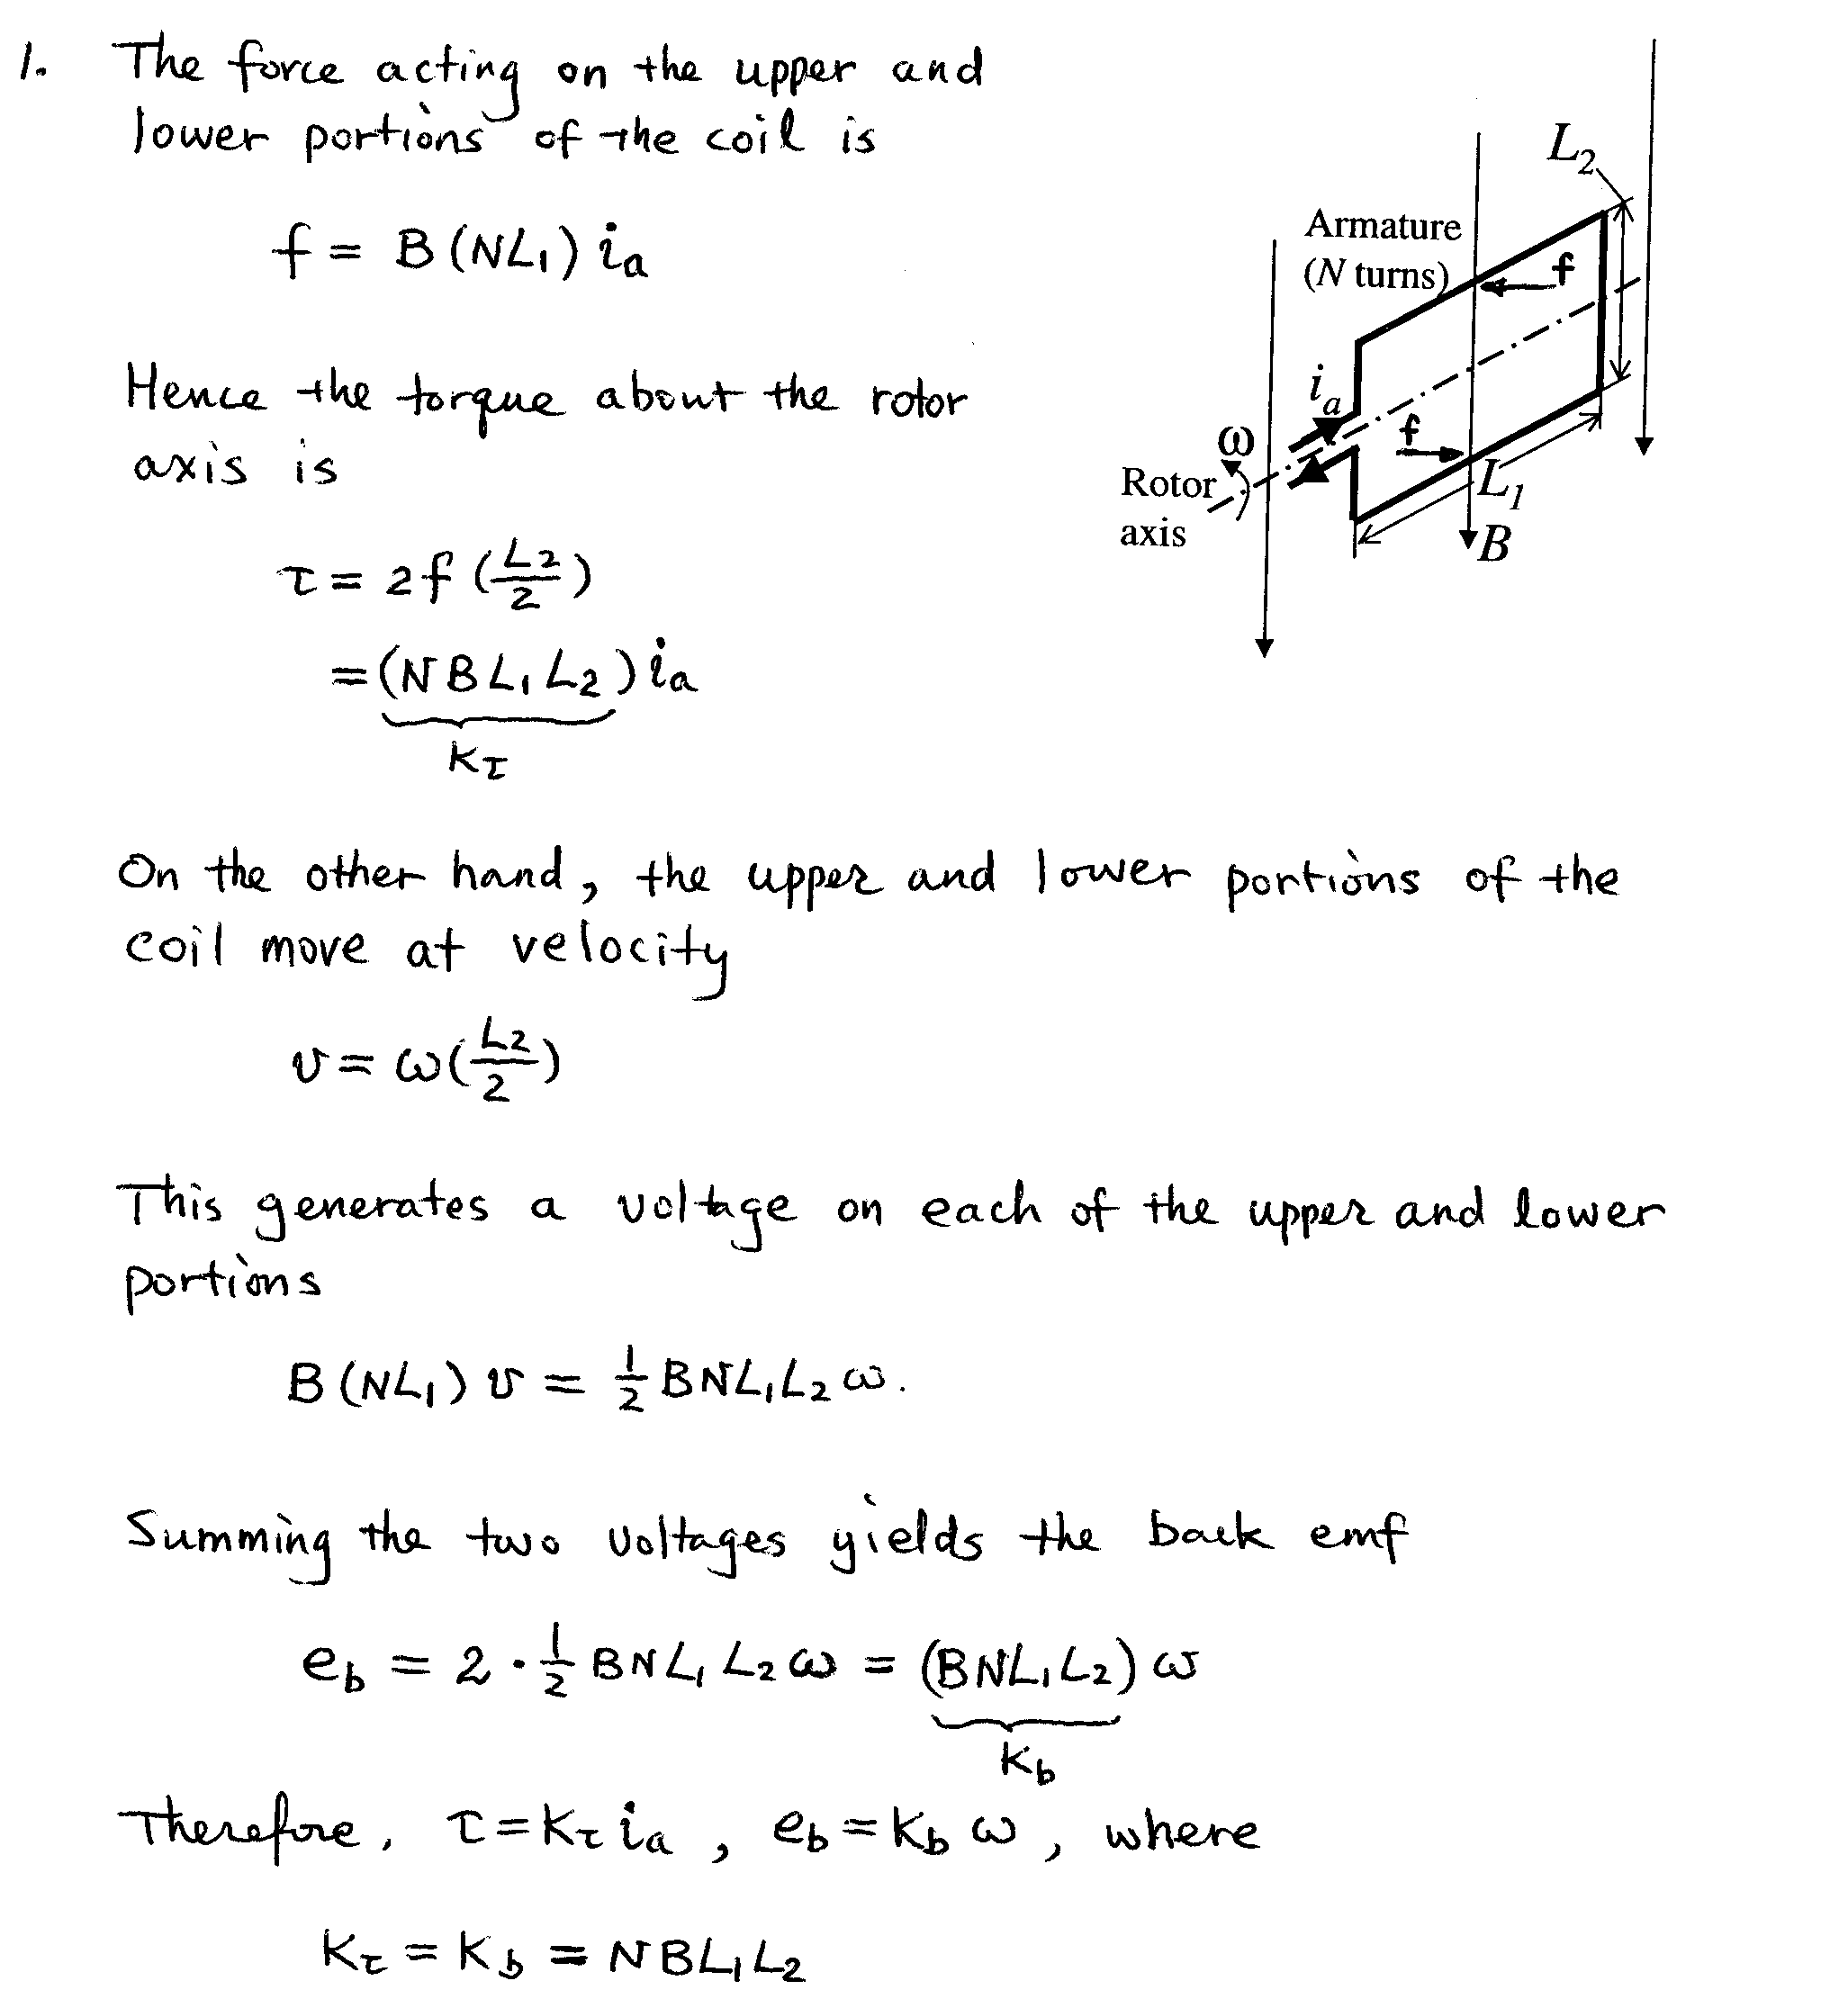 1. The force acting on the upper and
lower portions of the coil is
f = B(NL₁) iₐ
Hence the torque about the rotor
axis is
τ = 2f (L₂/2)
= (NBL₁L₂) iₐ
K_τ
Armature
(N turns)
L₂
f
iₐ
f
ω
Rotor
axis
L₁
B
On the other hand, the upper and lower portions of the
coil move at velocity
v = ω(L₂/2)
This generates a voltage on each of the upper and lower
portions
B(NL₁) v = 1/2 BNL₁L₂ ω.
Summing the two voltages yields the back emf
e_b = 2 · 1/2 BNL₁L₂ω = (BNL₁L₂) ω
K_b
Therefore, τ = K_τ iₐ , e_b = K_b ω , where
K_τ = K_b = NBL₁L₂